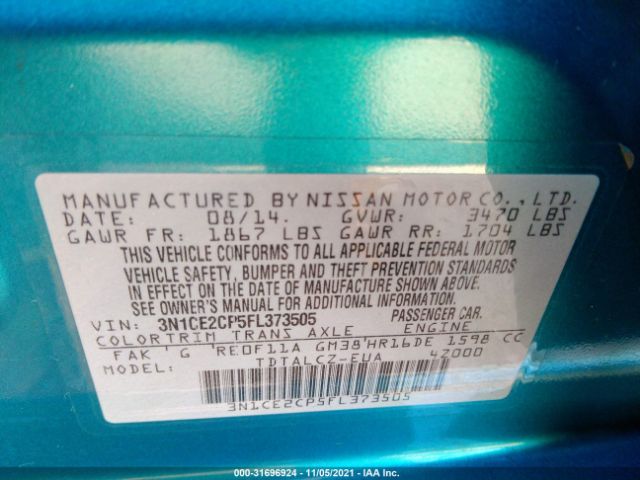 MANUFACTURED BY NISSAN MOTOR CO., LTD.
DATE: 08/14. GVWR: 3470 LBS
GAWR FR: 1867 LBS GAWR RR: 1704 LBS
THIS VEHICLE CONFORMS TO ALL APPLICABLE FEDERAL MOTOR
VEHICLE SAFETY, BUMPER AND THEFT PREVENTION STANDARDS
IN EFFECT ON THE DATE OF MANUFACTURE SHOWN ABOVE.
SEE OWNER'S MANUAL FOR ADDITIONAL INFORMATION.
VIN: 3N1CE2CP5FL373505 PASSENGER CAR.
COLOR TRIM TRANS AXLE ENGINE
FAK G RE0F11A GM38 HR16DE 1598 CC
MODEL: TDTALCZ-EUA 4Z000
3N1CE2CP5FL373505
000-31696924 | 11/05/2021 | IAA Inc.